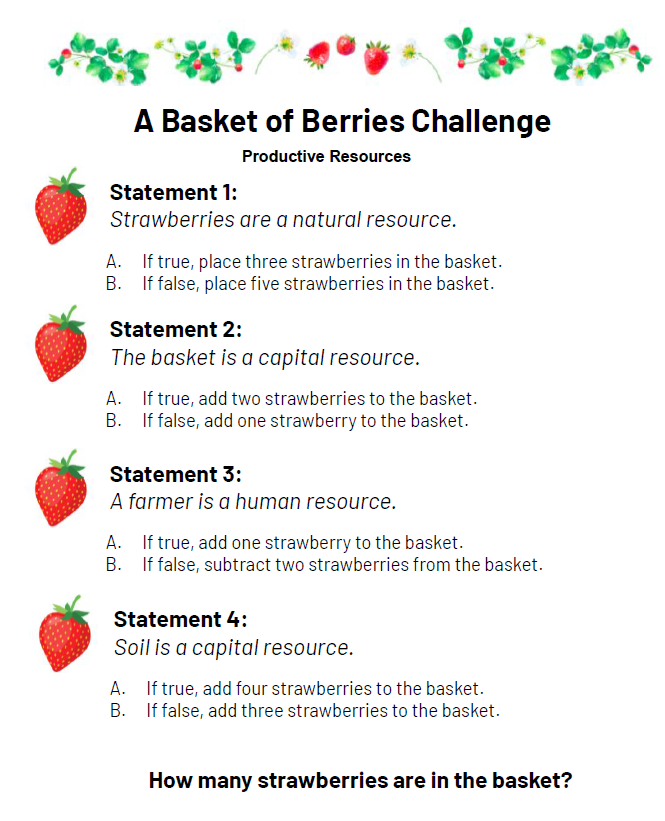 A Basket of Berries Challenge
Productive Resources
Statement 1:
Strawberries are a natural resource.
A. If true, place three strawberries in the basket.
B. If false, place five strawberries in the basket.
Statement 2:
The basket is a capital resource.
A. If true, add two strawberries to the basket.
B. If false, add one strawberry to the basket.
Statement 3:
A farmer is a human resource.
A. If true, add one strawberry to the basket.
B. If false, subtract two strawberries from the basket.
Statement 4:
Soil is a capital resource.
A. If true, add four strawberries to the basket.
B. If false, add three strawberries to the basket.
How many strawberries are in the basket?